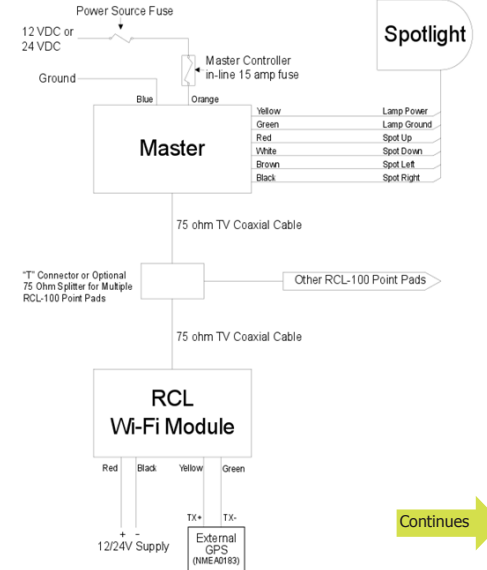 Power Source Fuse
12 VDC or
24 VDC
Spotlight
Master Controller
in-line 15 amp fuse
Ground
Blue
Orange
Master
Yellow
Lamp Power
Green
Lamp Ground
Red
Spot Up
White
Spot Down
Brown
Spot Left
Black
Spot Right
75 ohm TV Coaxial Cable
"T" Connector or Optional
75 Ohm Splitter for Multiple
RCL-100 Point Pads
Other RCL-100 Point Pads
75 ohm TV Coaxial Cable
RCL
Wi-Fi Module
Red
Black
Yellow
Green
TX+
TX-
+ -
12/24V Supply
External
GPS
(NMEA0183)
Continues